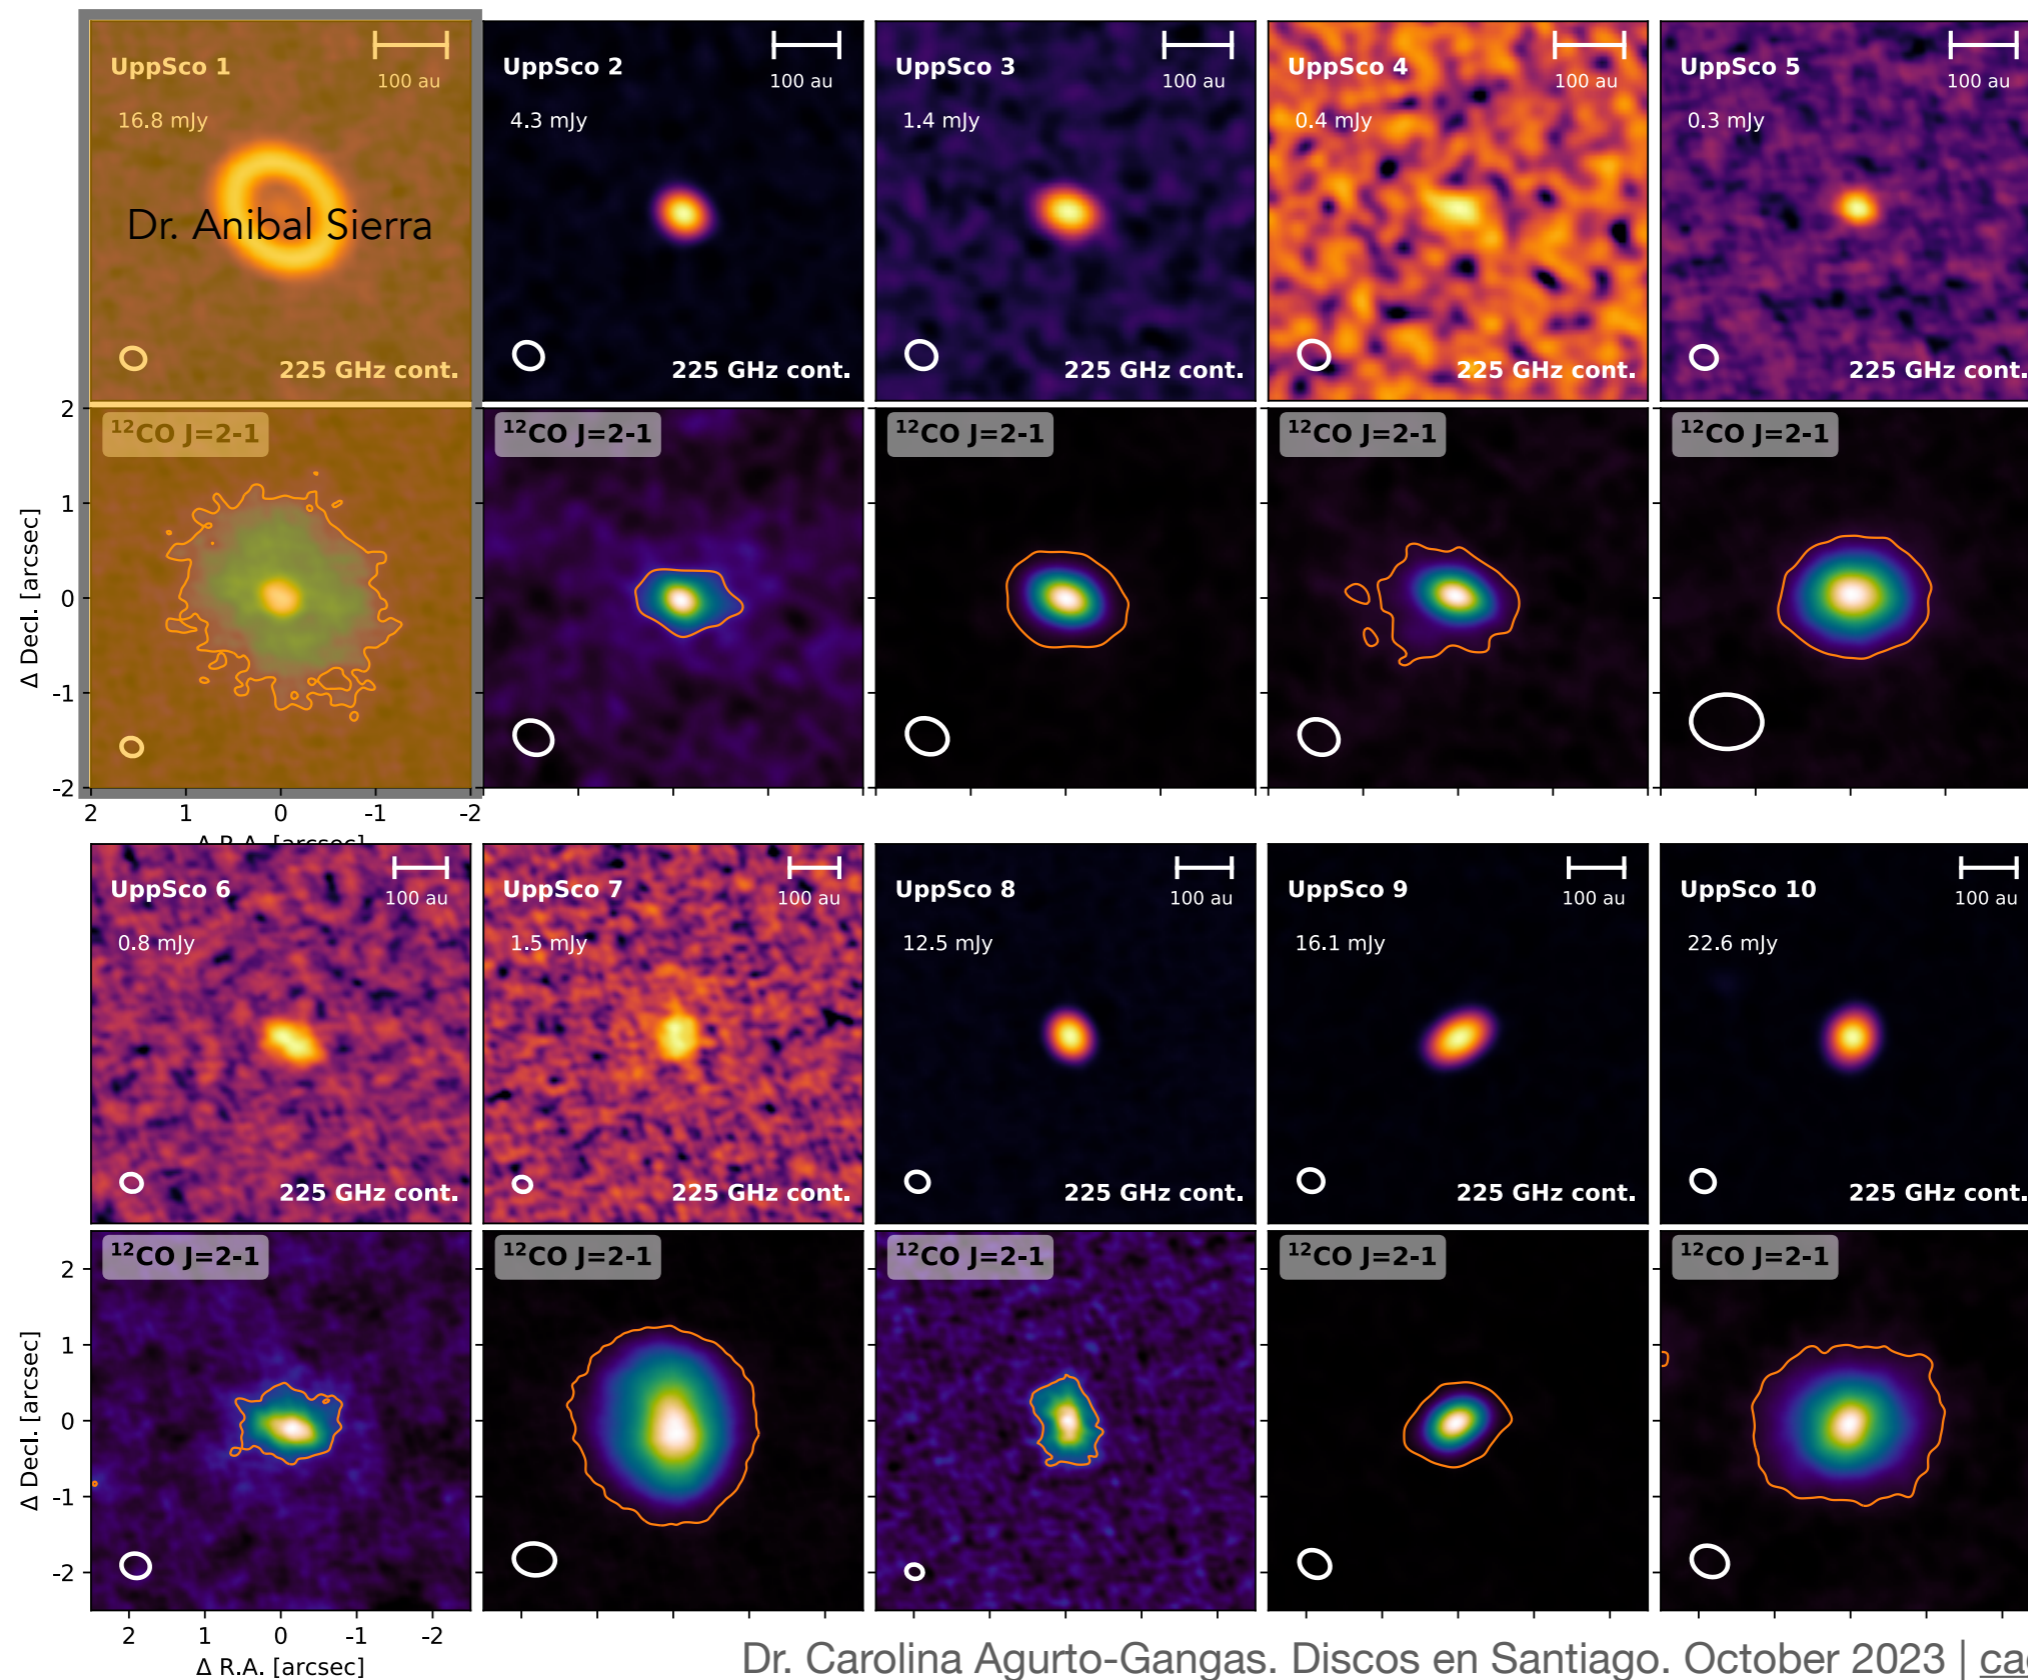 UppSco 1
100 au
16.8 mJy
Dr. Anibal Sierra
225 GHz cont.
UppSco 2
100 au
4.3 mJy
225 GHz cont.
UppSco 3
100 au
1.4 mJy
225 GHz cont.
UppSco 4
100 au
0.4 mJy
225 GHz cont.
UppSco 5
100 au
0.3 mJy
225 GHz cont.
¹²CO J=2-1
¹²CO J=2-1
¹²CO J=2-1
¹²CO J=2-1
¹²CO J=2-1
2
1
0
-1
-2
Δ Decl. [arcsec]
2 1 0 -1 -2
Δ R.A. [arcsec]
UppSco 6
100 au
0.8 mJy
225 GHz cont.
UppSco 7
100 au
1.5 mJy
225 GHz cont.
UppSco 8
100 au
12.5 mJy
225 GHz cont.
UppSco 9
100 au
16.1 mJy
225 GHz cont.
UppSco 10
100 au
22.6 mJy
225 GHz cont.
¹²CO J=2-1
¹²CO J=2-1
¹²CO J=2-1
¹²CO J=2-1
¹²CO J=2-1
2
1
0
-1
-2
Δ Decl. [arcsec]
2 1 0 -1 -2
Δ R.A. [arcsec]
Dr. Carolina Agurto-Gangas. Discos en Santiago. October 2023 |